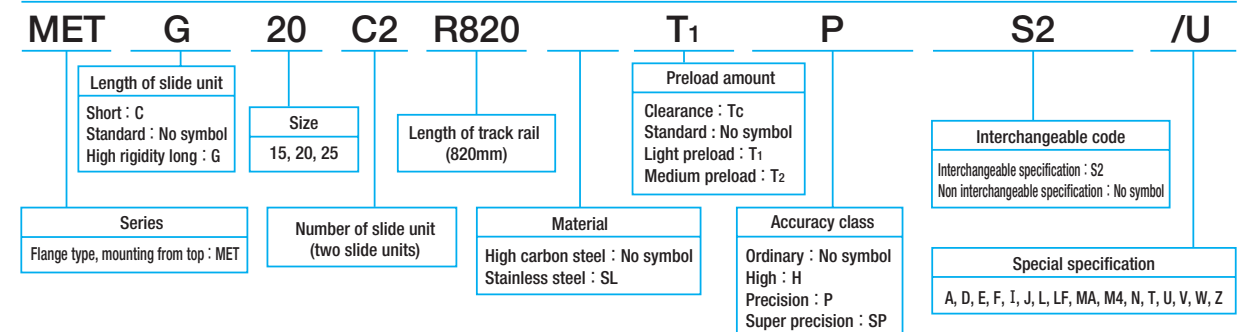 MET G 20 C2 R820 T1 P S2 /U
Length of slide unit
Short : C
Standard : No symbol
High rigidity long : G
Size
15, 20, 25
Length of track rail
(820mm)
Preload amount
Clearance : Tc
Standard : No symbol
Light preload : T1
Medium preload : T2
Interchangeable code
Interchangeable specification : S2
Non interchangeable specification : No symbol
Series
Flange type, mounting from top : MET
Number of slide unit
(two slide units)
Material
High carbon steel : No symbol
Stainless steel : SL
Accuracy class
Ordinary : No symbol
High : H
Precision : P
Super precision : SP
Special specification
A, D, E, F, I, J, L, LF, MA, M4, N, T, U, V, W, Z